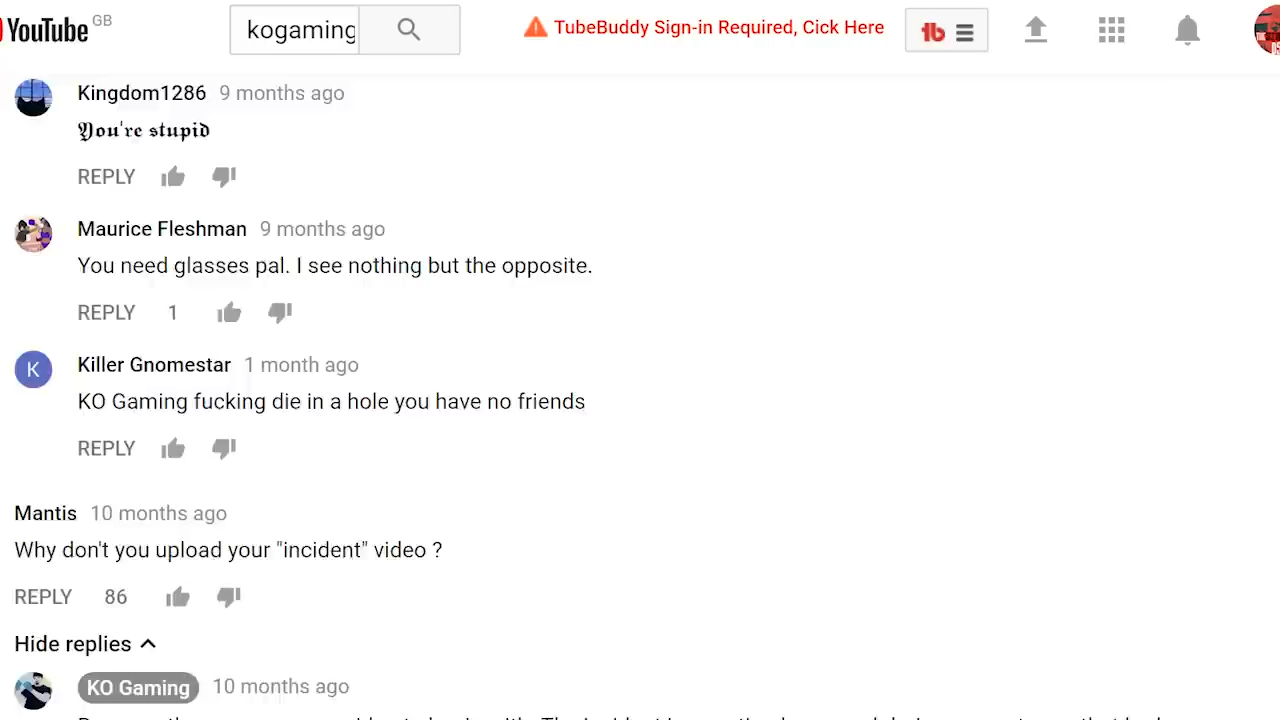 YouTube GB
kogaming
TubeBuddy Sign-in Required, Click Here
tb
Kingdom1286 9 months ago
𝖄𝖔𝖚'𝖗𝖊 𝖘𝖙𝖚𝖕𝖎𝖉
REPLY
Maurice Fleshman 9 months ago
You need glasses pal. I see nothing but the opposite.
REPLY 1
K
Killer Gnomestar 1 month ago
KO Gaming fucking die in a hole you have no friends
REPLY
Mantis 10 months ago
Why don't you upload your "incident" video ?
REPLY 86
Hide replies
KO Gaming 10 months ago